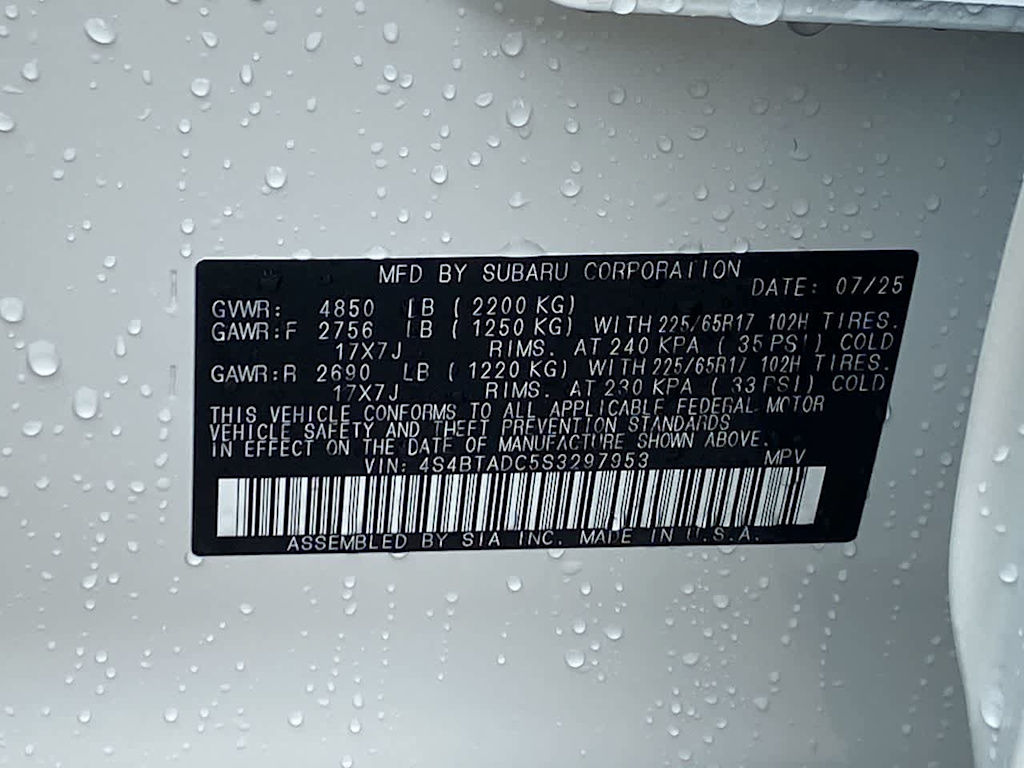 MFD BY SUBARU CORPORATION
DATE: 07/25
GVWR: 4850 LB ( 2200 KG)
GAWR:F 2756 LB ( 1250 KG) WITH 225/65R17 102H TIRES.
17X7J RIMS. AT 240 KPA ( 35 PSI) COLD
GAWR:R 2690 LB ( 1220 KG) WITH 225/65R17 102H TIRES.
17X7J RIMS. AT 230 KPA ( 33 PSI) COLD
THIS VEHICLE CONFORMS TO ALL APPLICABLE FEDERAL MOTOR
VEHICLE SAFETY AND THEFT PREVENTION STANDARDS
IN EFFECT ON THE DATE OF MANUFACTURE SHOWN ABOVE.
VIN: 4S4BTADC5S3297953 MPV
ASSEMBLED BY SIA INC. MADE IN U.S.A.